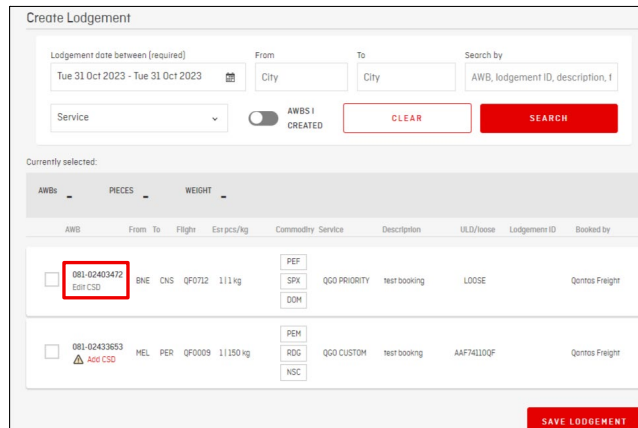 Create Lodgement
Lodgement date between (required) From To Search by
Tue 31 Oct 2023 - Tue 31 Oct 2023 City City AWB, lodgement ID, description, t
Service AWBS I CREATED CLEAR SEARCH
Currently selected:
AWBs - PIECES - WEIGHT -
AWB From To Flight Est pcs/kg Commodity Service Description ULD/loose Lodgement ID Booked by
081-02403472 BNE CNS QF0712 1 | 1 kg PEF SPX DOM QGO PRIORITY test booking LOOSE Qantas Freight
Edit CSD
081-02433653 MEL PER QF0009 1 | 150 kg PEM RDG NSC QGO CUSTOM test bookng AAF74110QF Qantas Freight
Add CSD
SAVE LODGEMENT